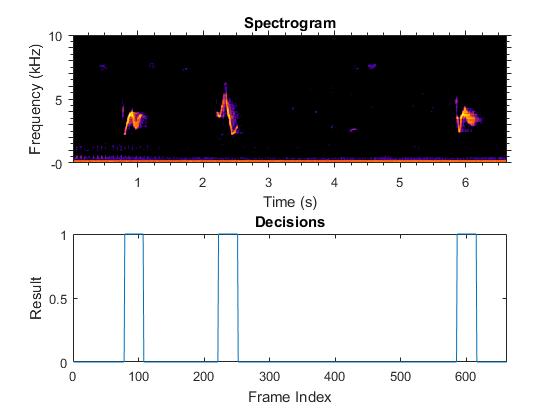 Spectrogram
10
5
-0
Frequency (kHz)
1 2 3 4 5 6
Time (s)
Decisions
1
0.5
0
Result
0 100 200 300 400 500 600
Frame Index